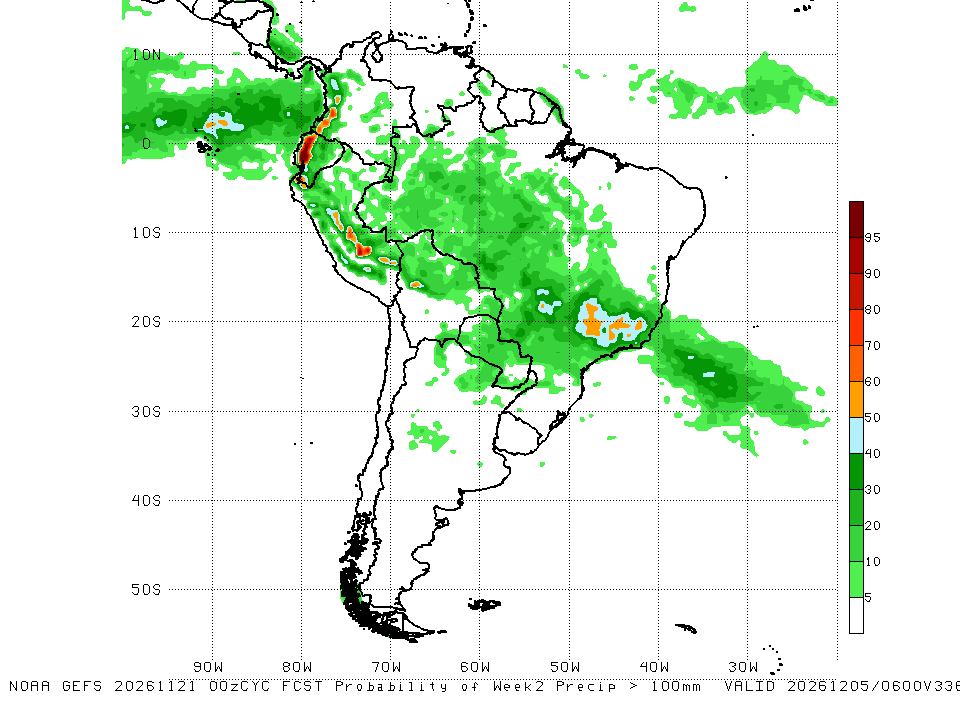 10N
0
10S
20S
30S
40S
50S
90W 80W 70W 60W 50W 40W 30W
95
90
80
70
60
50
40
30
20
10
5
NOAA GEFS 20261121 00zCYC FCST Probability of Week2 Precip > 100mm VALID 20261205/0600V336